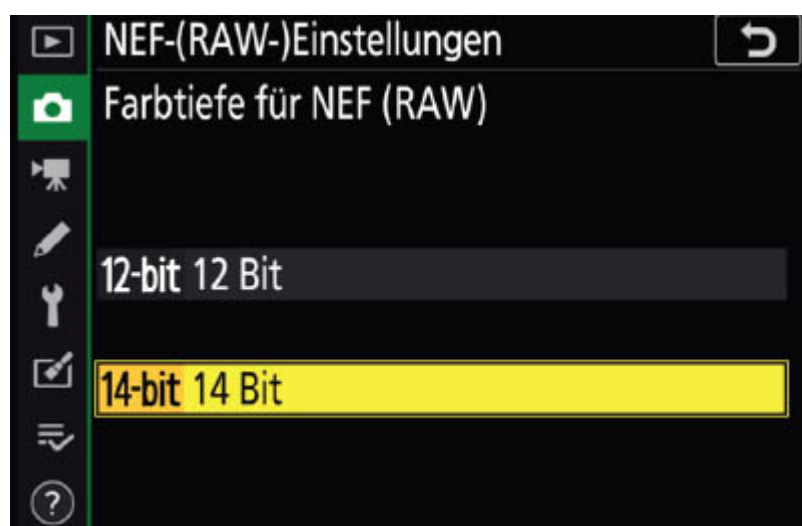 NEF-(RAW-)Einstellungen
Farbtiefe für NEF (RAW)
12-bit 12 Bit
14-bit 14 Bit
?